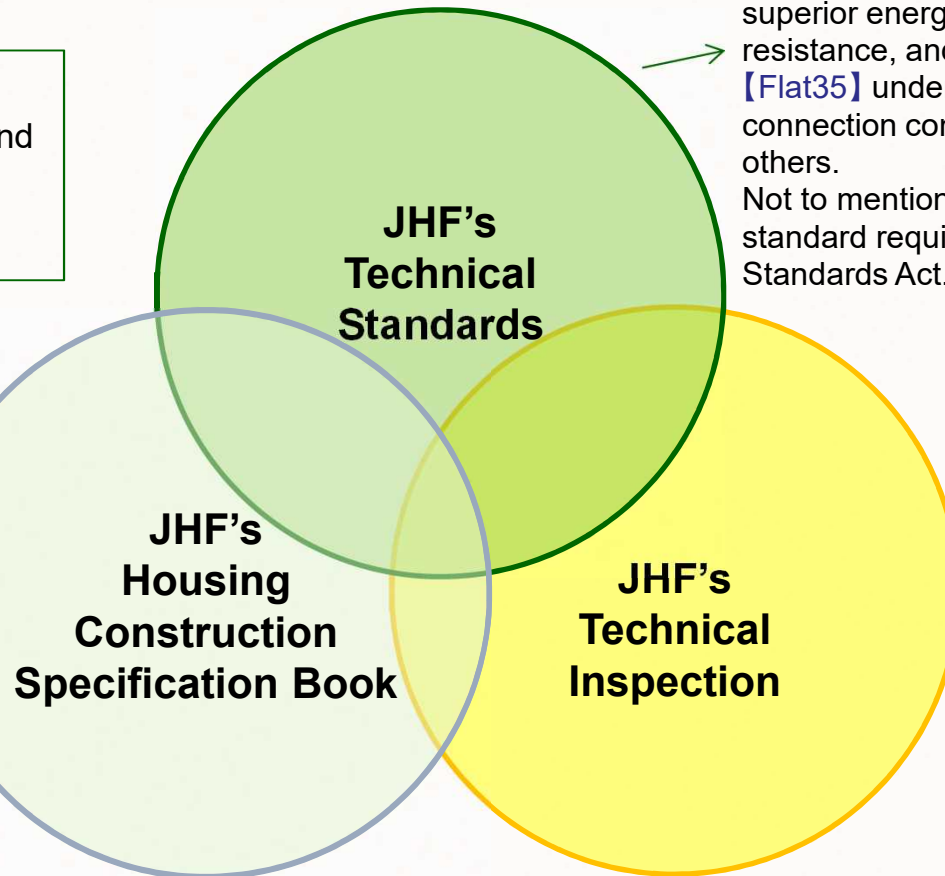 nd
superior energ
resistance, and
【Flat35】 unde
connection cor
others.
Not to mention
standard requi
Standards Act.
JHF’s
Technical
Standards
JHF’s
Housing
Construction
Specification Book
JHF’s
Technical
Inspection